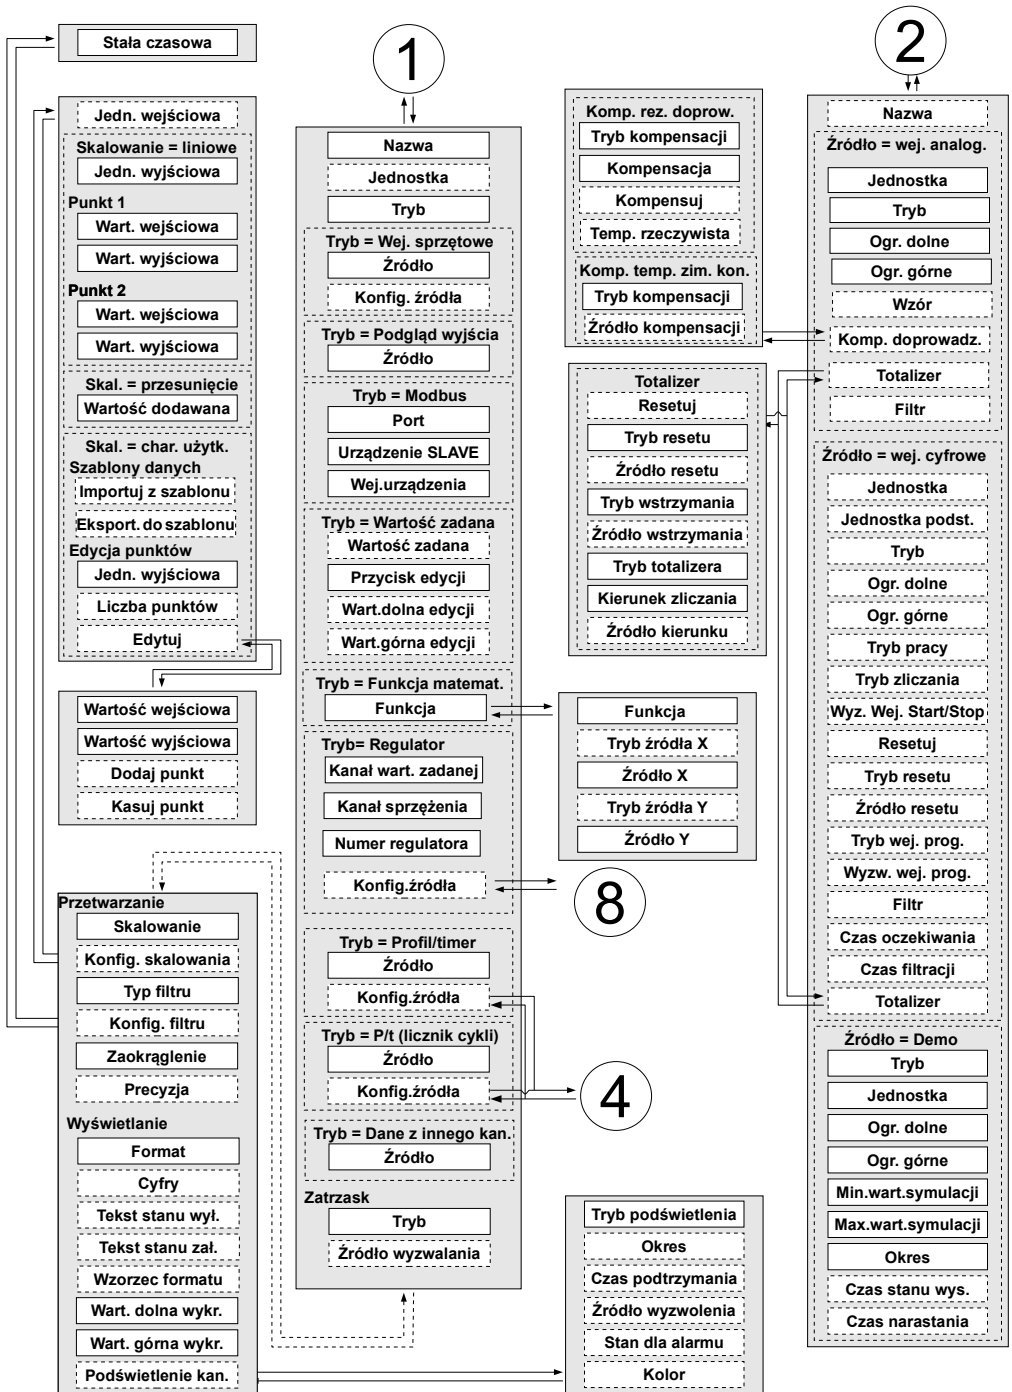 Stała czasowa
Jedn. wejściowa
Skalowanie = liniowe
Jedn. wyjściowa
Punkt 1
Wart. wejściowa
Wart. wyjściowa
Punkt 2
Wart. wejściowa
Wart. wyjściowa
Skal. = przesunięcie
Wartość dodawana
Skal. = char. użytk.
Szablony danych
Importuj z szablonu
Eksport. do szablonu
Edycja punktów
Jedn. wyjściowa
Liczba punktów
Edytuj
Wartość wejściowa
Wartość wyjściowa
Dodaj punkt
Kasuj punkt
Przetwarzanie
Skalowanie
Konfig. skalowania
Typ filtru
Konfig. filtru
Zaokrąglenie
Precyzja
Wyświetlanie
Format
Cyfry
Tekst stanu wył.
Tekst stanu zał.
Wzorzec formatu
Wart. dolna wykr.
Wart. górna wykr.
Podświetlenie kan.
1
Nazwa
Jednostka
Tryb
Tryb = Wej. sprzętowe
Źródło
Konfig. źródła
Tryb = Podgląd wyjścia
Źródło
Tryb = Modbus
Port
Urządzenie SLAVE
Wej.urządzenia
Tryb = Wartość zadana
Wartość zadana
Przycisk edycji
Wart.dolna edycji
Wart.górna edycji
Tryb = Funkcja matemat.
Funkcja
Tryb= Regulator
Kanał wart. zadanej
Kanał sprzężenia
Numer regulatora
Konfig.źródła
Tryb = Profil/timer
Źródło
Konfig.źródła
Tryb = P/t (licznik cykli)
Źródło
Konfig.źródła
Tryb = Dane z innego kan.
Źródło
Zatrzask
Tryb
Źródło wyzwalania
Komp. rez. doprow.
Tryb kompensacji
Kompensacja
Kompensuj
Temp. rzeczywista
Komp. temp. zim. kon.
Tryb kompensacji
Źródło kompensacji
Totalizer
Resetuj
Tryb resetu
Źródło resetu
Tryb wstrzymania
Źródło wstrzymania
Tryb totalizera
Kierunek zliczania
Źródło kierunku
Funkcja
Tryb źródła X
Źródło X
Tryb źródła Y
Źródło Y
8
4
Tryb podświetlenia
Okres
Czas podtrzymania
Źródło wyzwolenia
Stan dla alarmu
Kolor
2
Nazwa
Źródło = wej. analog.
Jednostka
Tryb
Ogr. dolne
Ogr. górne
Wzór
Komp. doprowadz.
Totalizer
Filtr
Źródło = wej. cyfrowe
Jednostka
Jednostka podst.
Tryb
Ogr. dolne
Ogr. górne
Tryb pracy
Tryb zliczania
Wyz. Wej. Start/Stop
Resetuj
Tryb resetu
Źródło resetu
Tryb wej. prog.
Wyzw. wej. prog.
Filtr
Czas oczekiwania
Czas filtracji
Totalizer
Źródło = Demo
Tryb
Jednostka
Ogr. dolne
Ogr. górne
Min.wart.symulacji
Max.wart.symulacji
Okres
Czas stanu wys.
Czas narastania